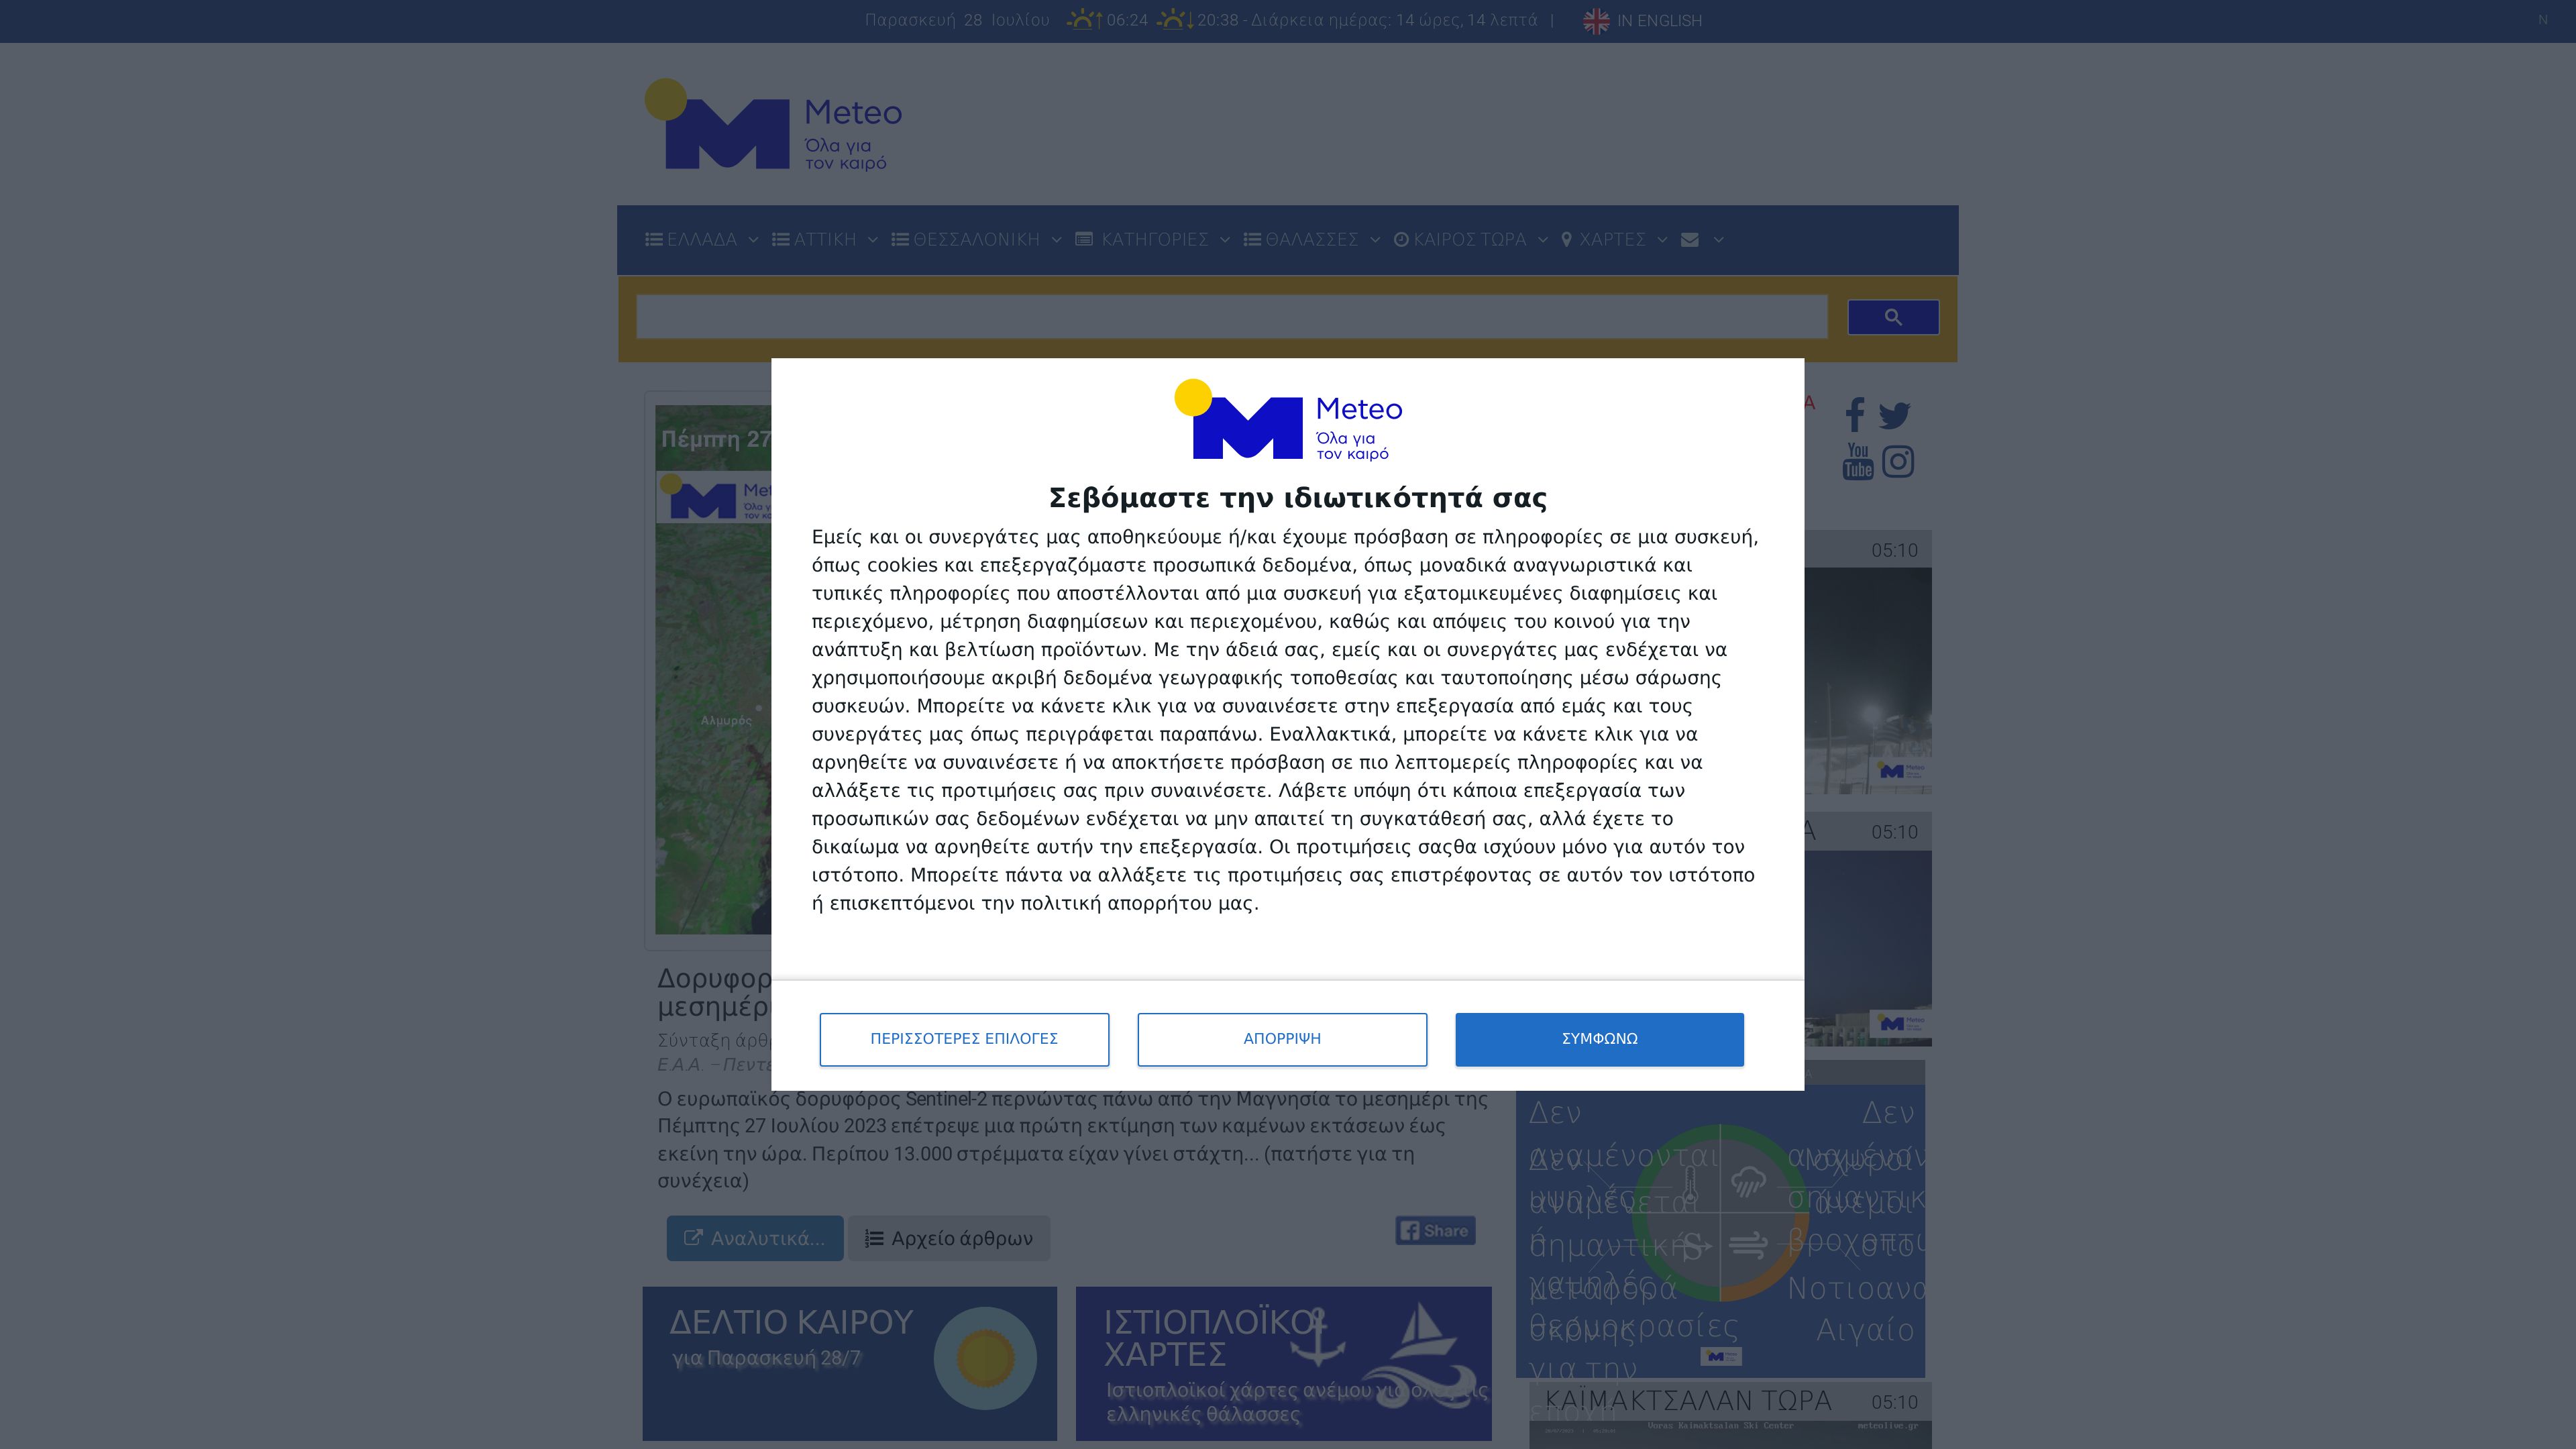 Παρασκευή 28 Ιουλίου 06:24 20:38 - Διάρκεια ημέρας: 14 ώρες, 14 λεπτά | IN ENGLISH
N
Meteo
Όλα για
τον καιρό
ΕΛΛΑΔΑ ΑΤΤΙΚΗ ΘΕΣΣΑΛΟΝΙΚΗ ΚΑΤΗΓΟΡΙΕΣ ΘΑΛΑΣΣΕΣ ΚΑΙΡΟΣ ΤΩΡΑ ΧΑΡΤΕΣ
Πέμπτη 27
Αλμυρός
Meteo
Όλα για
τον καιρό
Σεβόμαστε την ιδιωτικότητά σας
Εμείς και οι συνεργάτες μας αποθηκεύουμε ή/και έχουμε πρόσβαση σε πληροφορίες σε μια συσκευή,
όπως cookies και επεξεργαζόμαστε προσωπικά δεδομένα, όπως μοναδικά αναγνωριστικά και
τυπικές πληροφορίες που αποστέλλονται από μια συσκευή για εξατομικευμένες διαφημίσεις και
περιεχόμενο, μέτρηση διαφημίσεων και περιεχομένου, καθώς και απόψεις του κοινού για την
ανάπτυξη και βελτίωση προϊόντων. Με την άδειά σας, εμείς και οι συνεργάτες μας ενδέχεται να
χρησιμοποιήσουμε ακριβή δεδομένα γεωγραφικής τοποθεσίας και ταυτοποίησης μέσω σάρωσης
συσκευών. Μπορείτε να κάνετε κλικ για να συναινέσετε στην επεξεργασία από εμάς και τους
συνεργάτες μας όπως περιγράφεται παραπάνω. Εναλλακτικά, μπορείτε να κάνετε κλικ για να
αρνηθείτε να συναινέσετε ή να αποκτήσετε πρόσβαση σε πιο λεπτομερείς πληροφορίες και να
αλλάξετε τις προτιμήσεις σας πριν συναινέσετε. Λάβετε υπόψη ότι κάποια επεξεργασία των
προσωπικών σας δεδομένων ενδέχεται να μην απαιτεί τη συγκατάθεσή σας, αλλά έχετε το
δικαίωμα να αρνηθείτε αυτήν την επεξεργασία. Οι προτιμήσεις σαςθα ισχύουν μόνο για αυτόν τον
ιστότοπο. Μπορείτε πάντα να αλλάξετε τις προτιμήσεις σας επιστρέφοντας σε αυτόν τον ιστότοπο
ή επισκεπτόμενοι την πολιτική απορρήτου μας.
ΠΕΡΙΣΣΟΤΕΡΕΣ ΕΠΙΛΟΓΕΣ ΑΠΟΡΡΙΨΗ ΣΥΜΦΩΝΩ
You
Tube
05:10
Meteo
05:10
Meteo
Ο ευρωπαϊκός δορυφόρος Sentinel-2 περνώντας πάνω από την Μαγνησία το μεσημέρι της
Πέμπτης 27 Ιουλίου 2023 επέτρεψε μια πρώτη εκτίμηση των καμένων εκτάσεων έως
εκείνη την ώρα. Περίπου 13.000 στρέμματα είχαν γίνει στάχτη... (πατήστε για τη
συνέχεια)
Αναλυτικά... Αρχείο άρθρων Share
ΔΕΛΤΙΟ ΚΑΙΡΟΥ
για Παρασκευή 28/7
ΙΣΤΙΟΠΛΟΪΚΟΙ
ΧΑΡΤΕΣ
Ιστιοπλοϊκοί χάρτες ανέμου για όλες τις
ελληνικές θάλασσες
Δεν Δεν
Αιγαίο
ΚΑΪΜΑΚΤΣΑΛΑΝ ΤΩΡΑ 05:10
Voras Kaimaktsalan Ski Center meteolive.gr